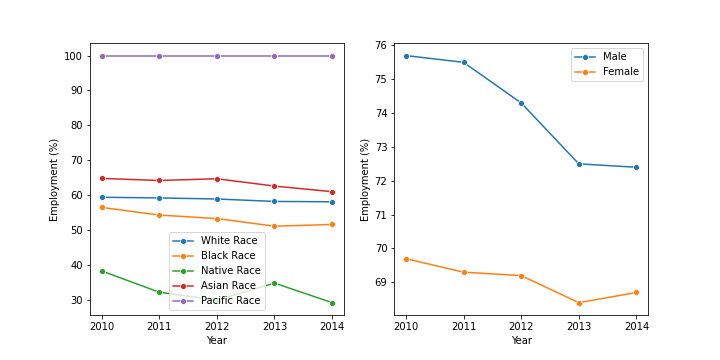 100
90
80
70
60
50
40
30
Employment (%)
2010 2011 2012 2013 2014
Year
White Race
Black Race
Native Race
Asian Race
Pacific Race
76
75
74
73
72
71
70
69
Employment (%)
2010 2011 2012 2013 2014
Year
Male
Female